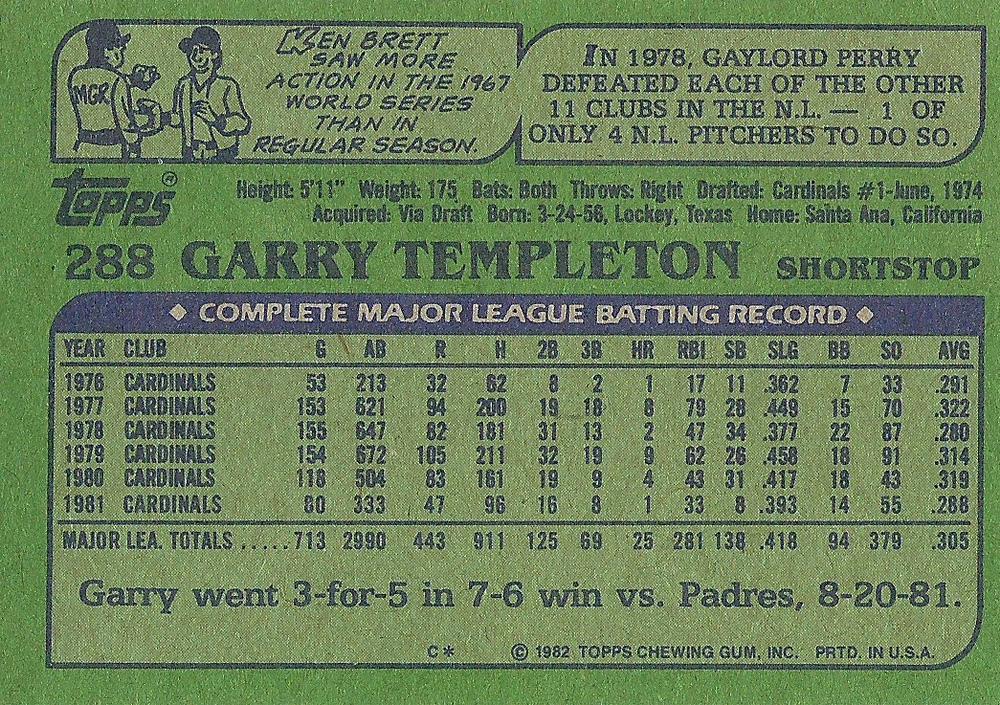 MGR
KEN BRETT
SAW MORE
ACTION IN THE 1967
WORLD SERIES
THAN IN
REGULAR SEASON.
IN 1978, GAYLORD PERRY
DEFEATED EACH OF THE OTHER
11 CLUBS IN THE N.L. — 1 OF
ONLY 4 N.L. PITCHERS TO DO SO.
Topps®
Height: 5'11" Weight: 175 Bats: Both Throws: Right Drafted: Cardinals #1-June, 1974
Acquired: Via Draft Born: 3-24-56, Lockey, Texas Home: Sahta Ana, California
288 GARRY TEMPLETON SHORTSTOP
◆ COMPLETE MAJOR LEAGUE BATTING RECORD ◆
YEAR CLUB G AB R H 2B 3B HR RBI SB SLG BB SO AVG
1976 CARDINALS 53 213 32 62 8 2 1 17 11 .362 7 33 .291
1977 CARDINALS 153 621 94 200 19 18 8 79 28 .449 15 70 .322
1978 CARDINALS 155 647 82 181 31 13 2 47 34 .377 22 87 .280
1979 CARDINALS 154 672 105 211 32 19 9 62 26 .458 18 91 .314
1980 CARDINALS 118 504 83 161 19 9 4 43 31 .417 18 43 .319
1981 CARDINALS 80 333 47 96 16 8 1 33 8 .393 14 55 .288
MAJOR LEA. TOTALS .....713 2990 443 911 125 69 25 281 138 .418 94 379 .305
Garry went 3-for-5 in 7-6 win vs. Padres, 8-20-81.
C* © 1982 TOPPS CHEWING GUM, INC. PRTD. IN U.S.A.